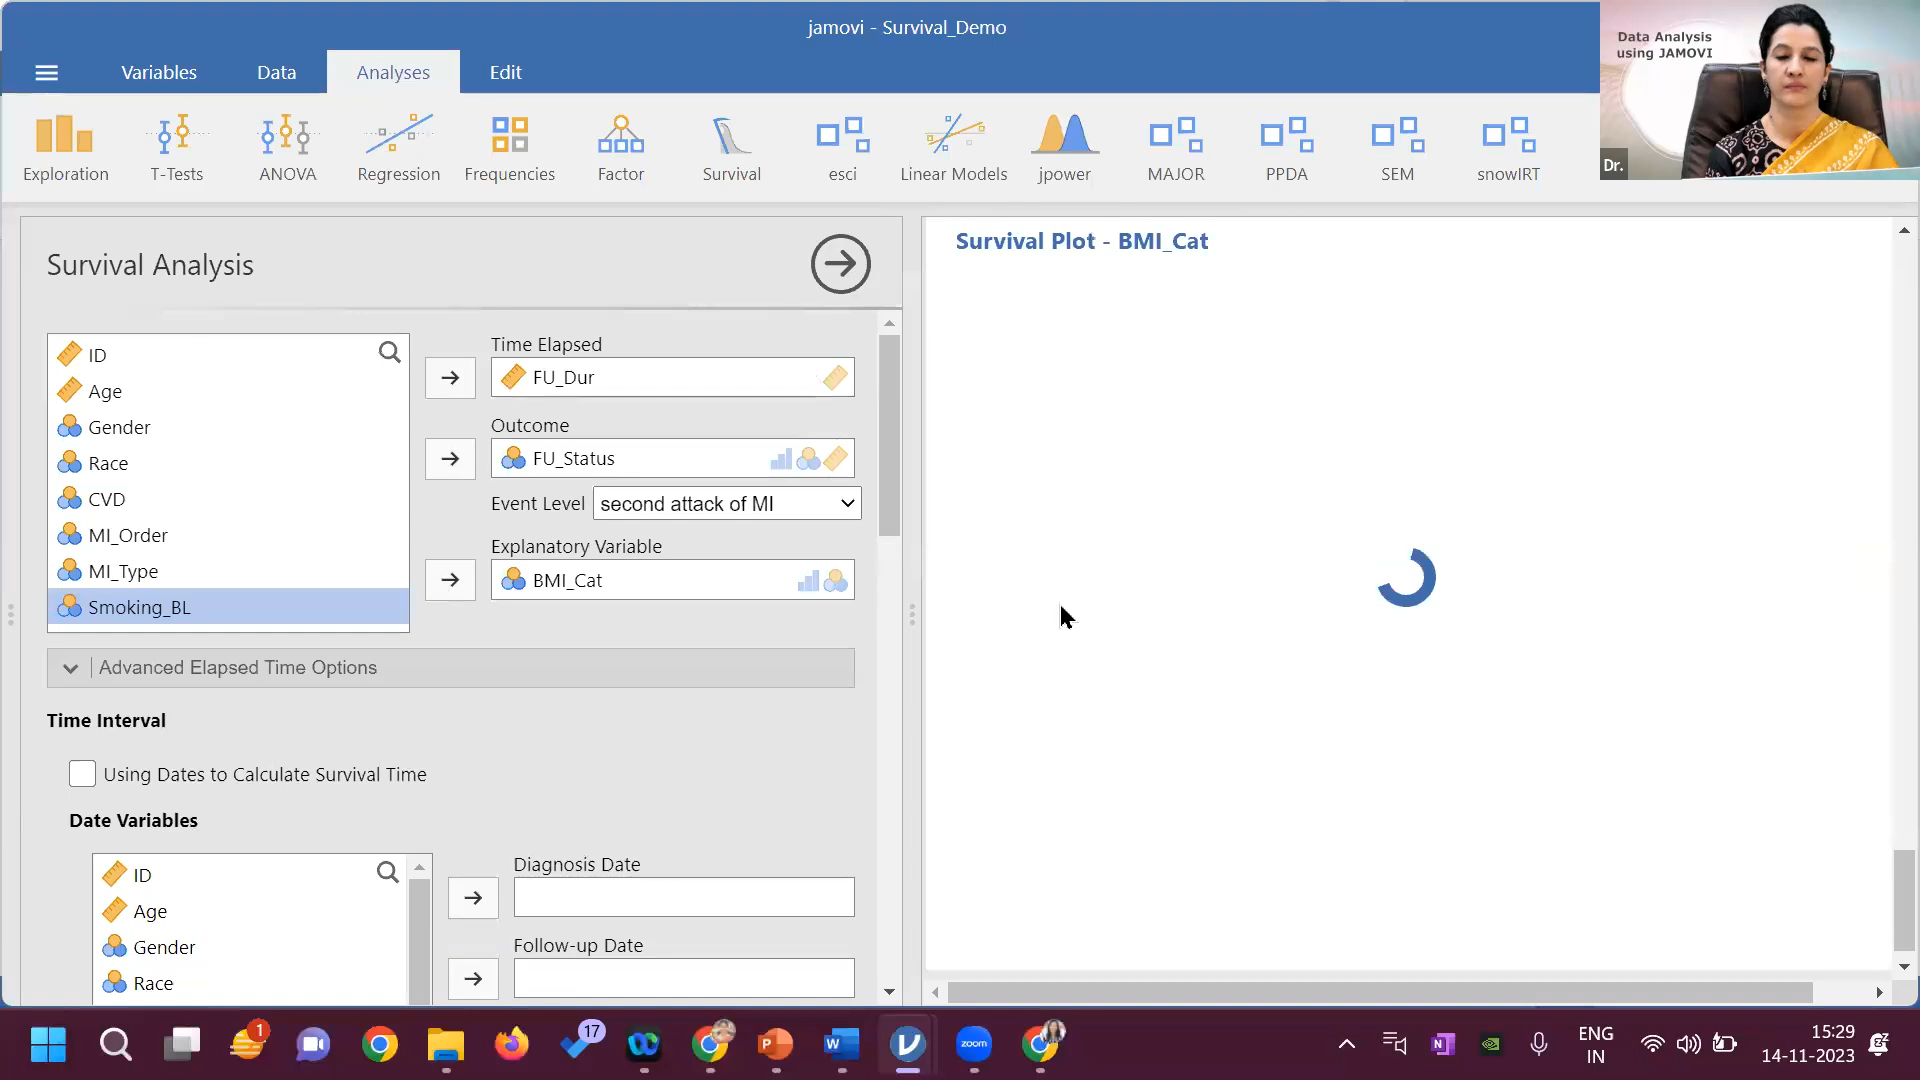 jamovi - Survival_Demo
Data Analysis
using JAMOVI
Dr.
Variables
Data
Analyses
Edit
Exploration
T-Tests
ANOVA
Regression
Frequencies
Factor
Survival
esci
Linear Models
jpower
MAJOR
PPDA
SEM
snowIRT
Survival Analysis
ID
Age
Gender
Race
CVD
MI_Order
MI_Type
Smoking_BL
Time Elapsed
FU_Dur
Outcome
FU_Status
Event Level second attack of MI
Explanatory Variable
BMI_Cat
Advanced Elapsed Time Options
Time Interval
Using Dates to Calculate Survival Time
Date Variables
ID
Age
Gender
Race
Diagnosis Date
Follow-up Date
Survival Plot - BMI_Cat
1
17
zoom
ENG
IN
15:29
14-11-2023